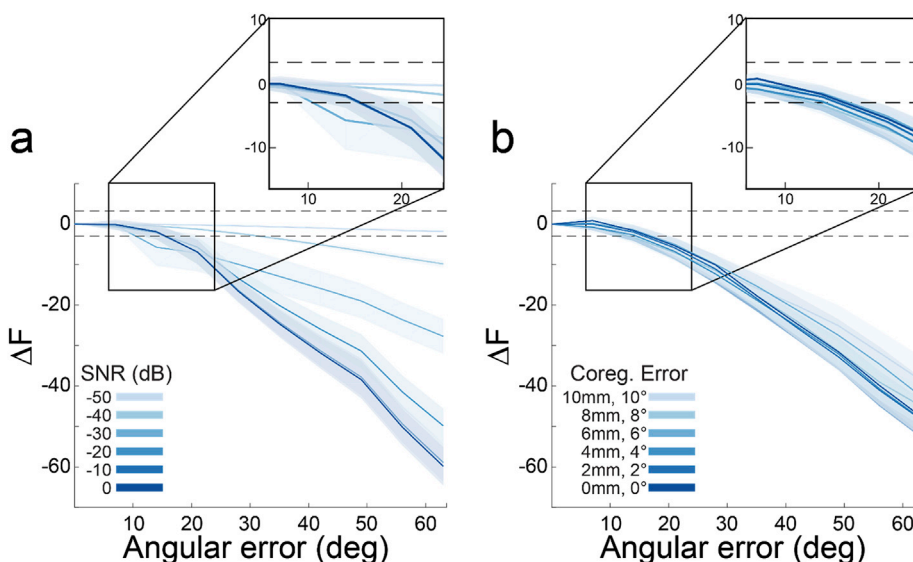 a
0
-10
10
20
0
-20
-40
-60
ΔF
SNR (dB)
-50
-40
-30
-20
-10
0
10
20
30
40
50
60
Angular error (deg)
b
0
-10
10
20
0
-20
-40
-60
ΔF
Coreg. Error
10mm, 10°
8mm, 8°
6mm, 6°
4mm, 4°
2mm, 2°
0mm, 0°
10
20
30
40
50
60
Angular error (deg)